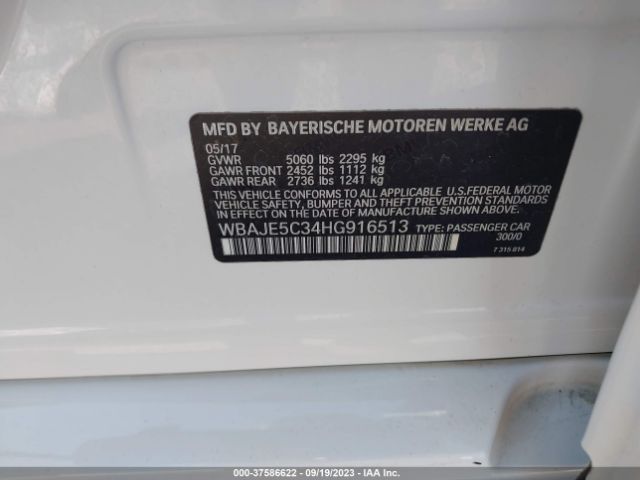 MFD BY BAYERISCHE MOTOREN WERKE AG
05/17
GVWR 5060 lbs 2295 kg
GAWR FRONT 2452 lbs 1112 kg
GAWR REAR 2736 lbs 1241 kg
THIS VEHICLE CONFORMS TO ALL APPLICABLE U.S.FEDERAL MOTOR
VEHICLE SAFETY, BUMPER AND THEFT PREVENTION STANDARDS
IN EFFECT ON THE DATE OF MANUFACTURE SHOWN ABOVE.
WBAJE5C34HG916513 TYPE: PASSENGER CAR
300/0
7 315 814
000-37586622 - 09/19/2023 - IAA Inc.